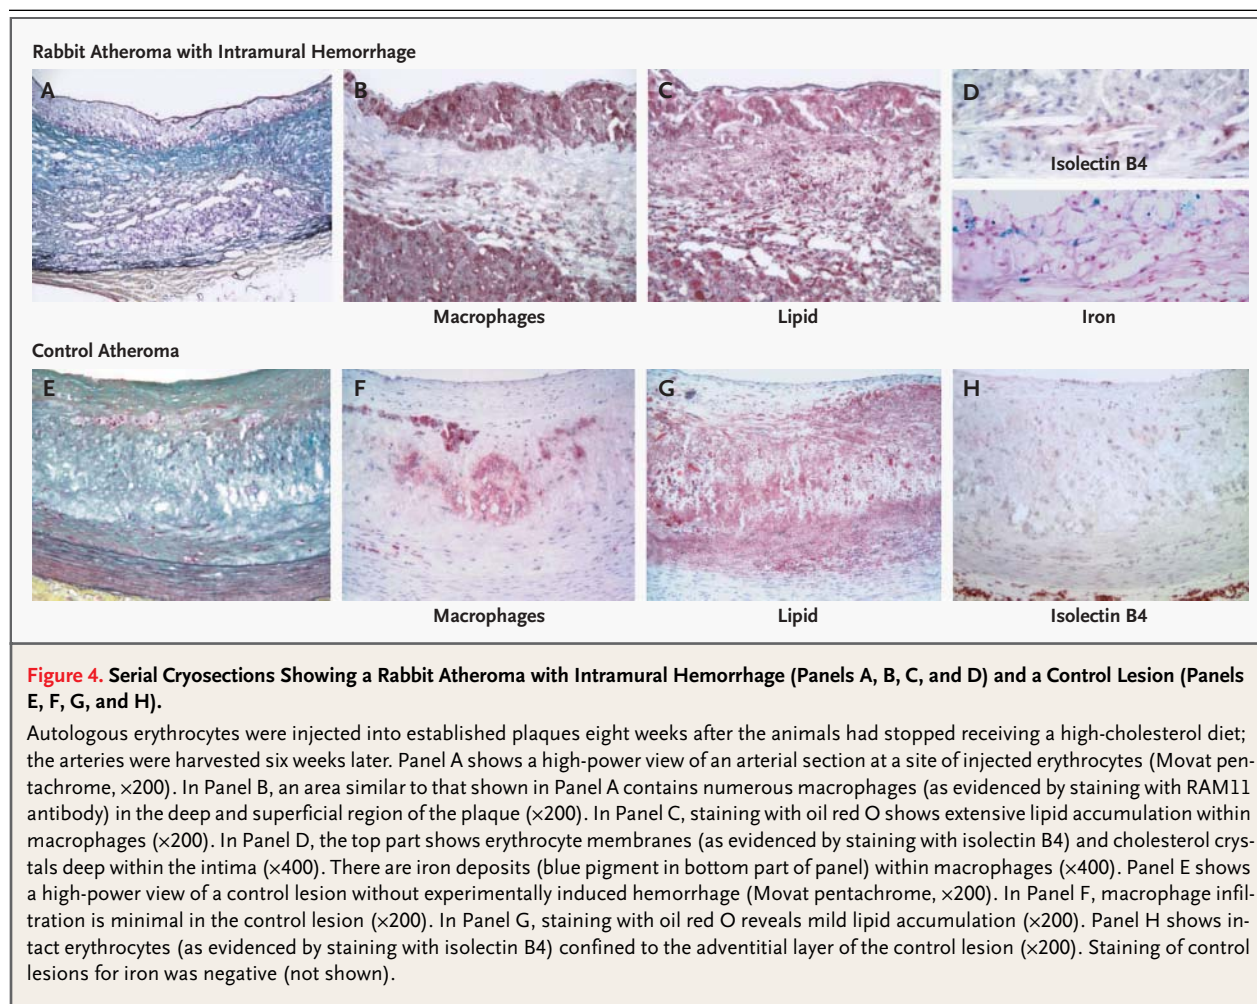 Rabbit Atheroma with Intramural Hemorrhage
A
B
C
D
Isolectin B4
Macrophages
Lipid
Iron
Control Atheroma
E
F
G
H
Macrophages
Lipid
Isolectin B4
Figure 4. Serial Cryosections Showing a Rabbit Atheroma with Intramural Hemorrhage (Panels A, B, C, and D) and a Control Lesion (Panels
E, F, G, and H).
Autologous erythrocytes were injected into established plaques eight weeks after the animals had stopped receiving a high-cholesterol diet;
the arteries were harvested six weeks later. Panel A shows a high-power view of an arterial section at a site of injected erythrocytes (Movat pen-
tachrome, ×200). In Panel B, an area similar to that shown in Panel A contains numerous macrophages (as evidenced by staining with RAM11
antibody) in the deep and superficial region of the plaque (×200). In Panel C, staining with oil red O shows extensive lipid accumulation within
macrophages (×200). In Panel D, the top part shows erythrocyte membranes (as evidenced by staining with isolectin B4) and cholesterol crys-
tals deep within the intima (×400). There are iron deposits (blue pigment in bottom part of panel) within macrophages (×400). Panel E shows
a high-power view of a control lesion without experimentally induced hemorrhage (Movat pentachrome, ×200). In Panel F, macrophage infil-
tration is minimal in the control lesion (×200). In Panel G, staining with oil red O reveals mild lipid accumulation (×200). Panel H shows in-
tact erythrocytes (as evidenced by staining with isolectin B4) confined to the adventitial layer of the control lesion (×200). Staining of control
lesions for iron was negative (not shown).